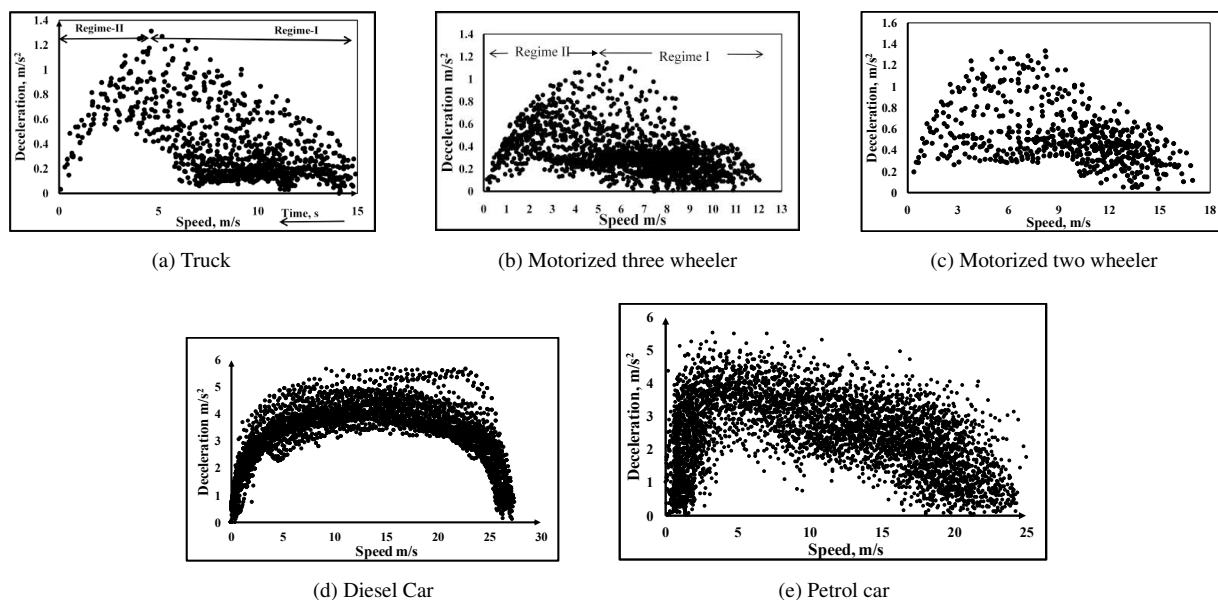 1.4
Regime-II
Regime-I
1.2
1
0.8
0.6
0.4
0.2
0
Deceleration, m/s²
0 5 10 15
Time, s
Speed, m/s
(a) Truck
1.4
1.2
Regime II
Regime I
1
0.8
0.6
0.4
0.2
0
Deceleration m/s²
0 1 2 3 4 5 6 7 8 9 10 11 12 13
Speed m/s
(b) Motorized three wheeler
1.6
1.4
1.2
1
0.8
0.6
0.4
0.2
0
Deceleration, m/s²
0 3 6 9 12 15 18
Speed, m/s
(c) Motorized two wheeler
6
5
4
3
2
1
0
Deceleration m/s²
0 5 10 15 20 25 30
Speed m/s
(d) Diesel Car
6
5
4
3
2
1
0
Deceleration, m/s²
0 5 10 15 20 25
Speed, m/s
(e) Petrol car